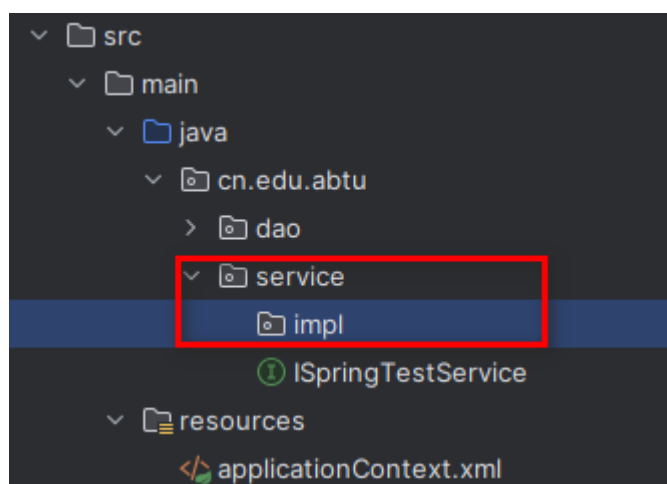 src
main
java
cn.edu.abtu
dao
service
impl
ISpringTestService
resources
applicationContext.xml